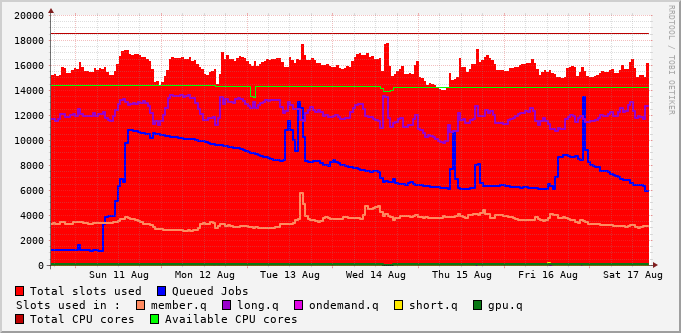 20000
18000
16000
14000
12000
10000
8000
6000
4000
2000
0
Sun 11 Aug Mon 12 Aug Tue 13 Aug Wed 14 Aug Thu 15 Aug Fri 16 Aug Sat 17 Aug
RRDTOOL / TOBI OETIKER
Total slots used Queued Jobs
Slots used in : member.q long.q ondemand.q short.q gpu.q
Total CPU cores Available CPU cores